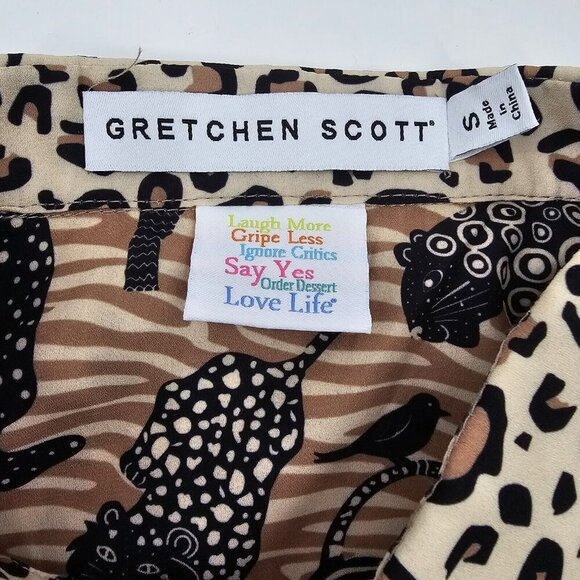 GRETCHEN SCOTT®
S
Made
in
China
Laugh More
Gripe Less
Ignore Critics
Say Yes
Order Dessert
Love Life®